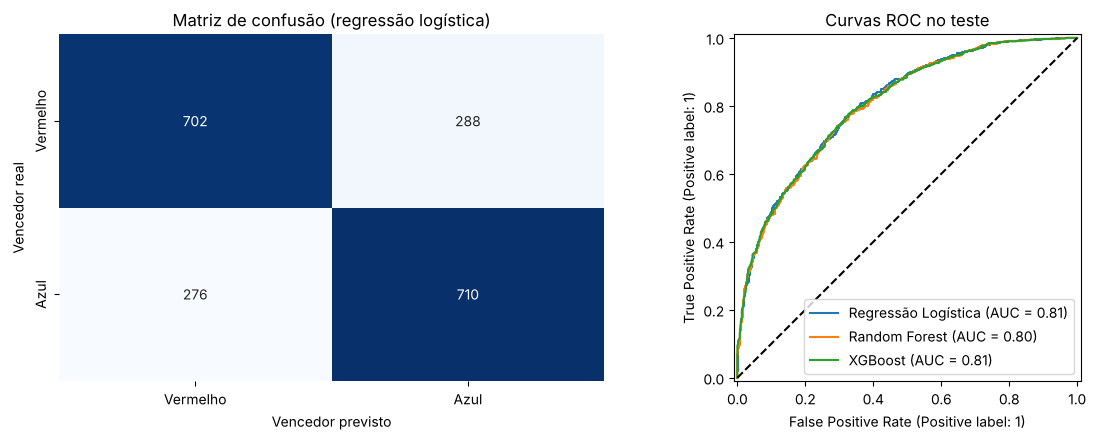 Matriz de confusão (regressão logística)
Vermelho
Azul
Vencedor real
702
288
276
710
Vermelho
Azul
Vencedor previsto
Curvas ROC no teste
True Positive Rate (Positive label: 1)
1.0
0.8
0.6
0.4
0.2
0.0
Regressão Logística (AUC = 0.81)
Random Forest (AUC = 0.80)
XGBoost (AUC = 0.81)
0.0
0.2
0.4
0.6
0.8
1.0
False Positive Rate (Positive label: 1)